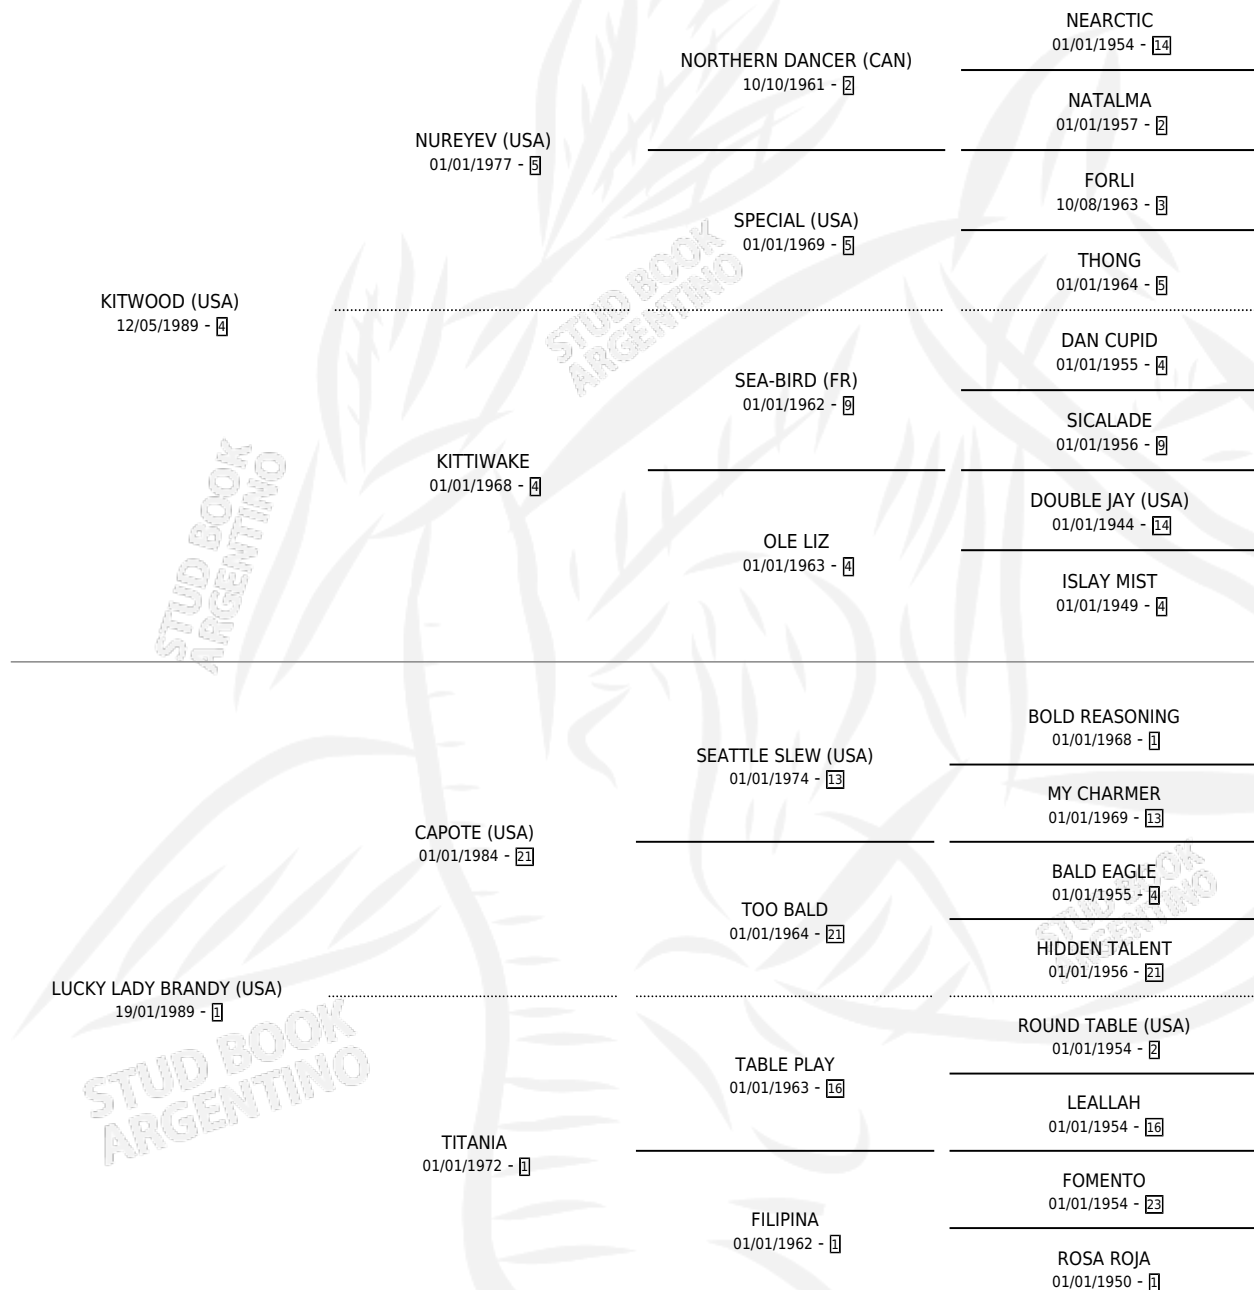 NEARCTIC
01/01/1954 - 14
NORTHERN DANCER (CAN)
10/10/1961 - 2
NATALMA
01/01/1957 - 2
NUREYEV (USA)
01/01/1977 - 5
FORLI
10/08/1963 - 3
SPECIAL (USA)
01/01/1969 - 5
THONG
01/01/1964 - 5
KITWOOD (USA)
12/05/1989 - 4
DAN CUPID
01/01/1955 - 4
SEA-BIRD (FR)
01/01/1962 - 9
SICALADE
01/01/1956 - 9
KITTIWAKE
01/01/1968 - 4
DOUBLE JAY (USA)
01/01/1944 - 14
OLE LIZ
01/01/1963 - 4
ISLAY MIST
01/01/1949 - 4
BOLD REASONING
01/01/1968 - 1
SEATTLE SLEW (USA)
01/01/1974 - 13
MY CHARMER
01/01/1969 - 13
CAPOTE (USA)
01/01/1984 - 21
BALD EAGLE
01/01/1955 - 4
TOO BALD
01/01/1964 - 21
HIDDEN TALENT
01/01/1956 - 21
LUCKY LADY BRANDY (USA)
19/01/1989 - 1
ROUND TABLE (USA)
01/01/1954 - 2
TABLE PLAY
01/01/1963 - 16
LEALLAH
01/01/1954 - 16
TITANIA
01/01/1972 - 1
FOMENTO
01/01/1954 - 23
FILIPINA
01/01/1962 - 1
ROSA ROJA
01/01/1950 - 1
STUD BOOK
ARGENTINO
STUD BOOK
ARGENTINO
STUD BOOK
ARGENTINO
STUD BOOK
ARGENTINO